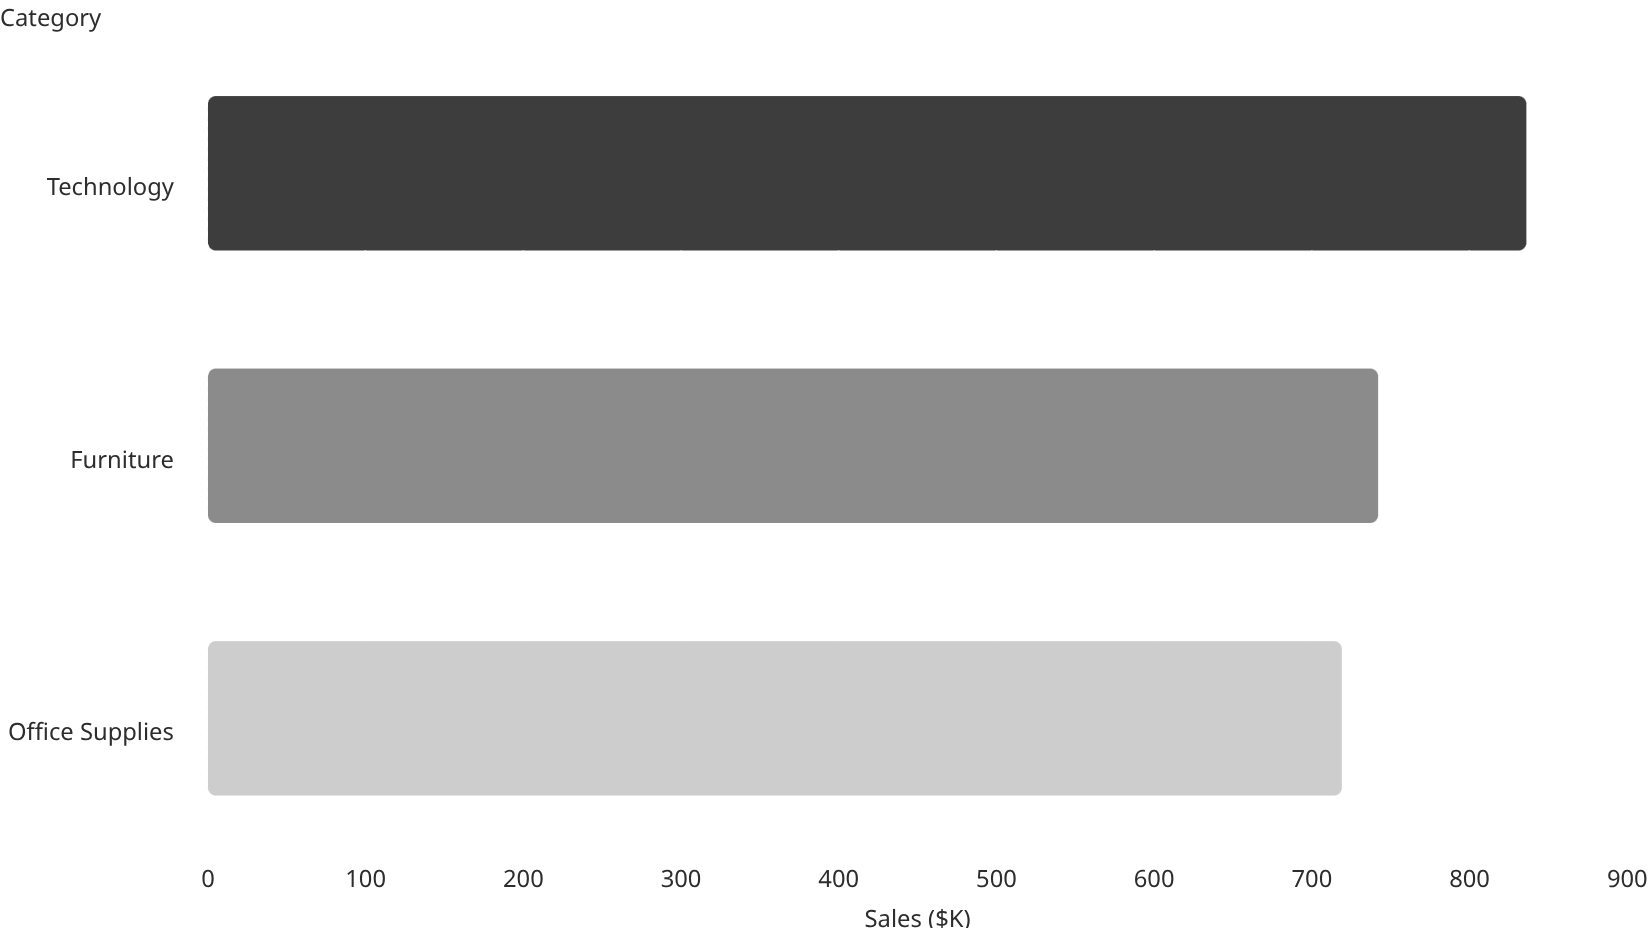 Category
Technology
Furniture
Office Supplies
0 100 200 300 400 500 600 700 800 900
Sales ($K)